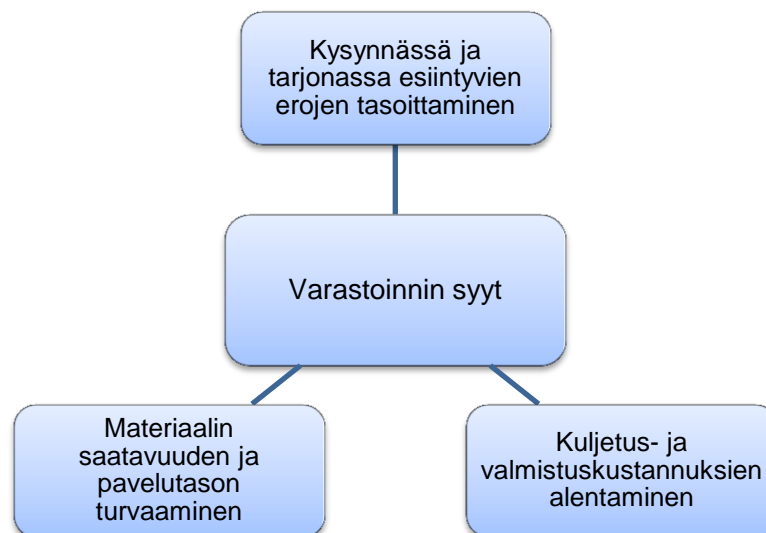 Kysynnässä ja
tarjonassa esiintyvien
erojen tasoittaminen
Varastoinnin syyt
Materiaalin
saatavuuden ja
pavelutason
turvaaminen
Kuljetus- ja
valmistuskustannuksien
alentaminen